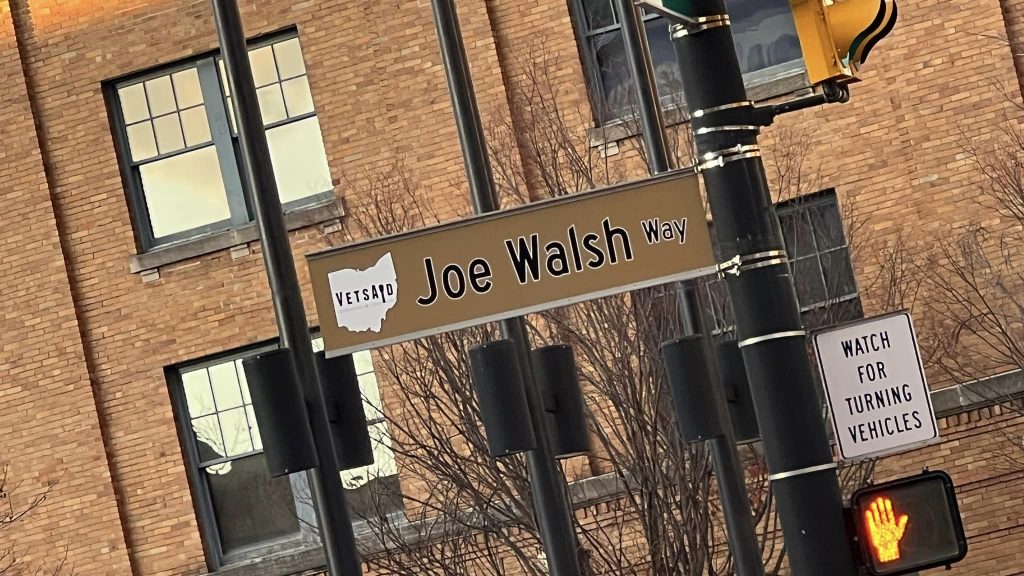 VETSAID
Joe Walsh Way
WATCH
FOR
TURNING
VEHICLES